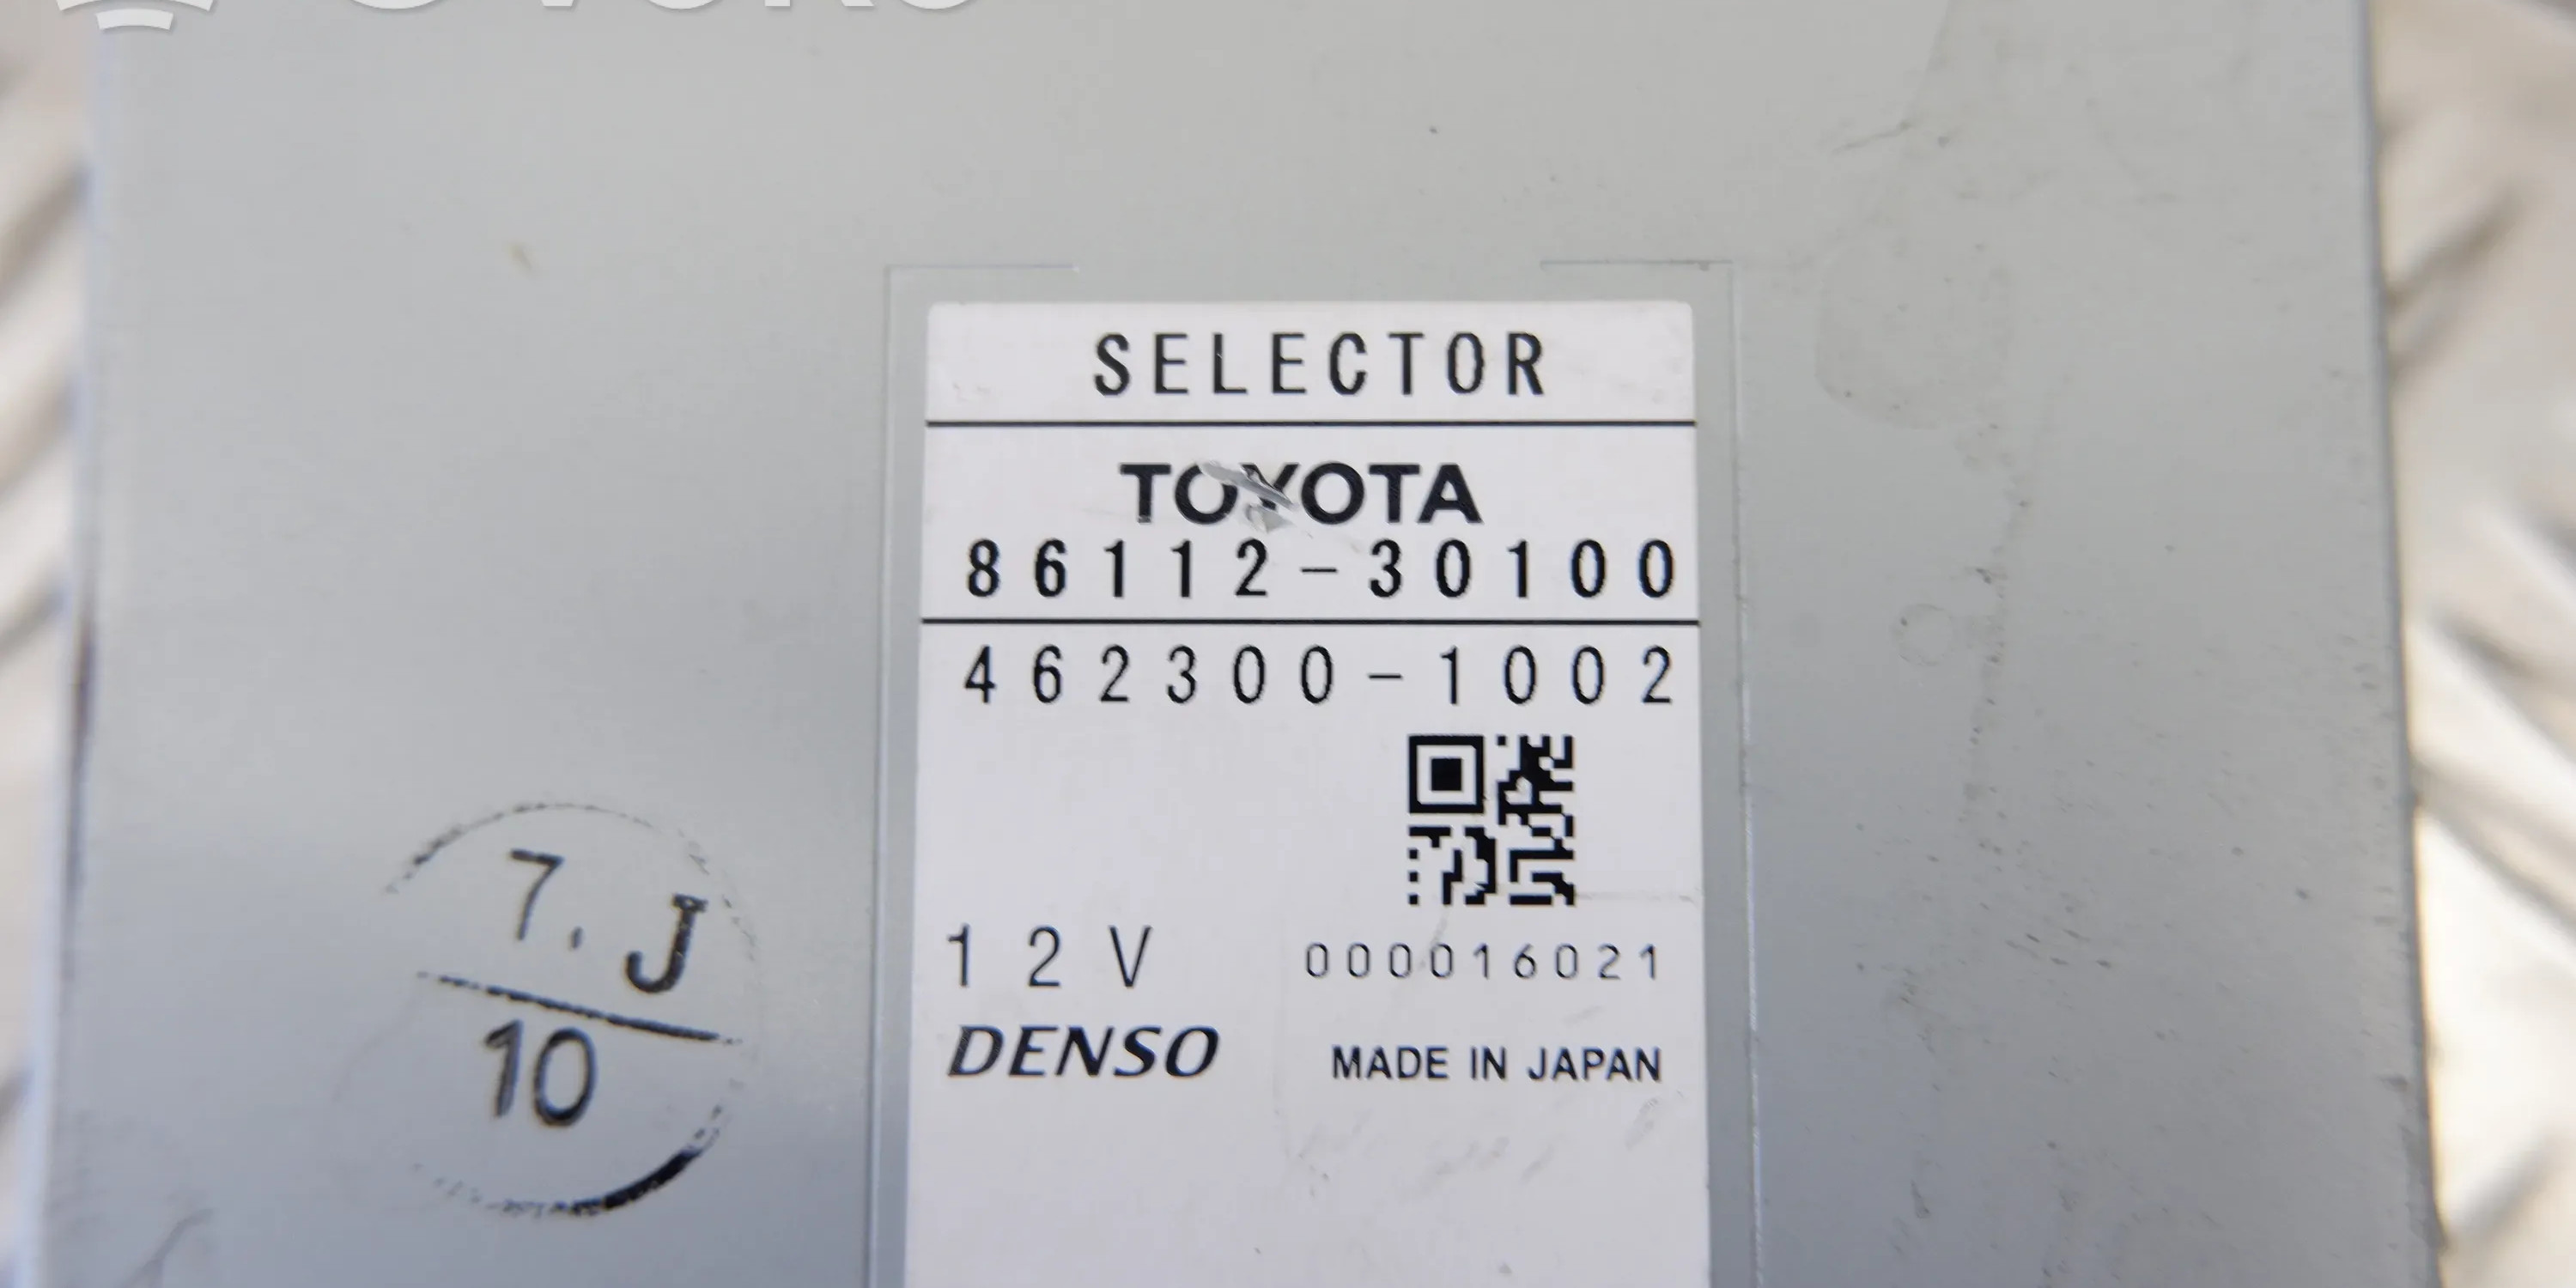 SELECTOR
TOYOTA
86112-30100
462300-1002
12V
000016021
DENSO
MADE IN JAPAN
7.J
10